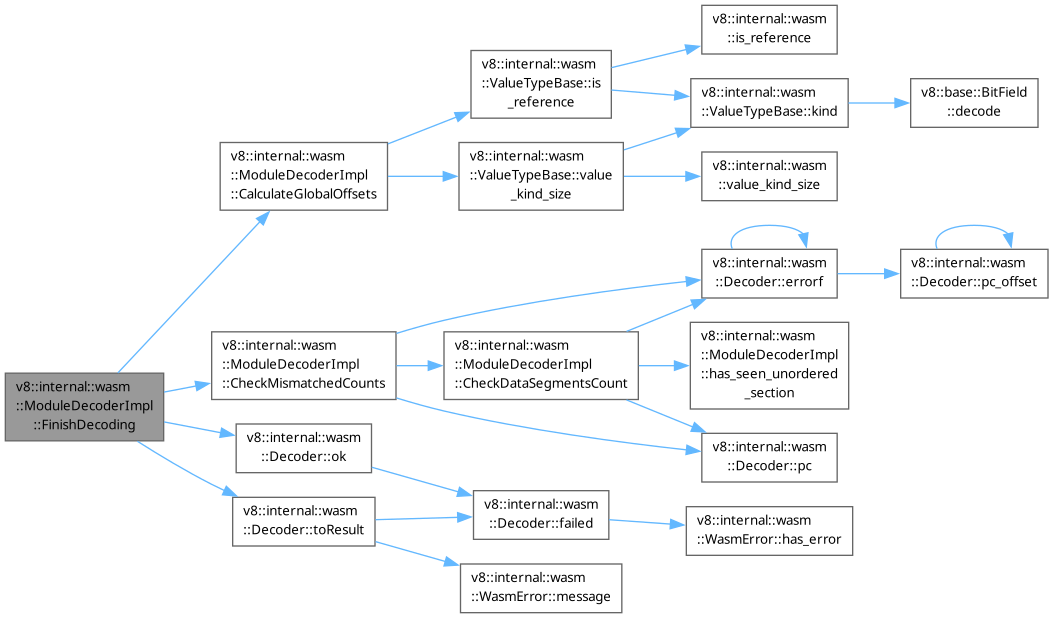 v8::internal::wasm
::is_reference
v8::internal::wasm
::ValueTypeBase::is
_reference
v8::internal::wasm
::ValueTypeBase::kind
v8::base::BitField
::decode
v8::internal::wasm
::ModuleDecoderImpl
::CalculateGlobalOffsets
v8::internal::wasm
::ValueTypeBase::value
_kind_size
v8::internal::wasm
::value_kind_size
v8::internal::wasm
::Decoder::errorf
v8::internal::wasm
::Decoder::pc_offset
v8::internal::wasm
::ModuleDecoderImpl
::CheckMismatchedCounts
v8::internal::wasm
::ModuleDecoderImpl
::CheckDataSegmentsCount
v8::internal::wasm
::ModuleDecoderImpl
::has_seen_unordered
_section
v8::internal::wasm
::ModuleDecoderImpl
::FinishDecoding
v8::internal::wasm
::Decoder::ok
v8::internal::wasm
::Decoder::pc
v8::internal::wasm
::Decoder::toResult
v8::internal::wasm
::Decoder::failed
v8::internal::wasm
::WasmError::has_error
v8::internal::wasm
::WasmError::message